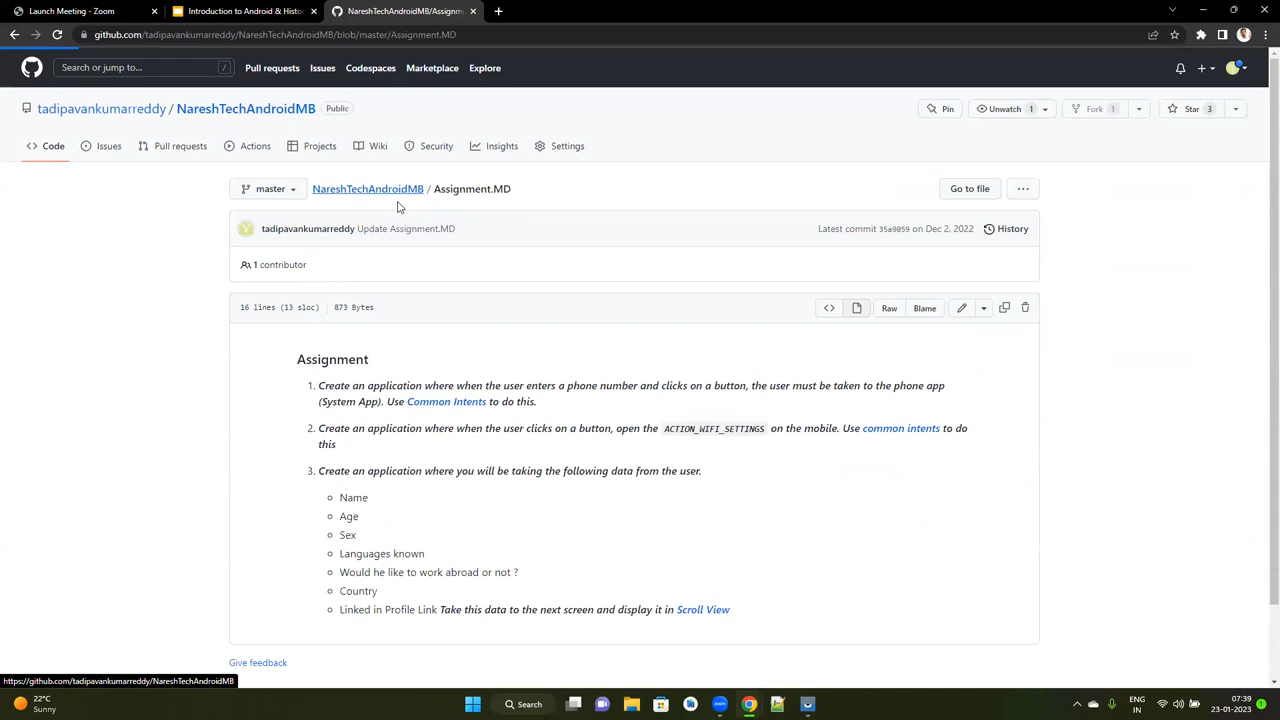 Launch Meeting - Zoom
Introduction to Android & Histor
NareshTechAndroidMB/Assignment
github.com/tadipavankumarreddy/NareshTechAndroidMB/blob/master/Assignment.MD
Search or jump to...
/
Pull requests
Issues
Codespaces
Marketplace
Explore
tadipavankumarreddy / NareshTechAndroidMB
Public
Pin
Unwatch 1
Fork 1
Star 3
Code
Issues
Pull requests
Actions
Projects
Wiki
Security
Insights
Settings
master
NareshTechAndroidMB / Assignment.MD
Go to file
...
tadipavankumarreddy Update Assignment.MD
Latest commit 35a9059 on Dec 2, 2022
History
1 contributor
16 lines (13 sloc)
873 Bytes
Raw
Blame
Assignment
1. Create an application where when the user enters a phone number and clicks on a button, the user must be taken to the phone app
(System App). Use Common Intents to do this.
2. Create an application where when the user clicks on a button, open the ACTION_WIFI_SETTINGS on the mobile. Use common intents to do
this
3. Create an application where you will be taking the following data from the user.
Name
Age
Sex
Languages known
Would he like to work abroad or not ?
Country
Linked in Profile Link Take this data to the next screen and display it in Scroll View
Give feedback
https://github.com/tadipavankumarreddy/NareshTechAndroidMB
22°C
Sunny
Search
ENG
IN
07:39
23-01-2023